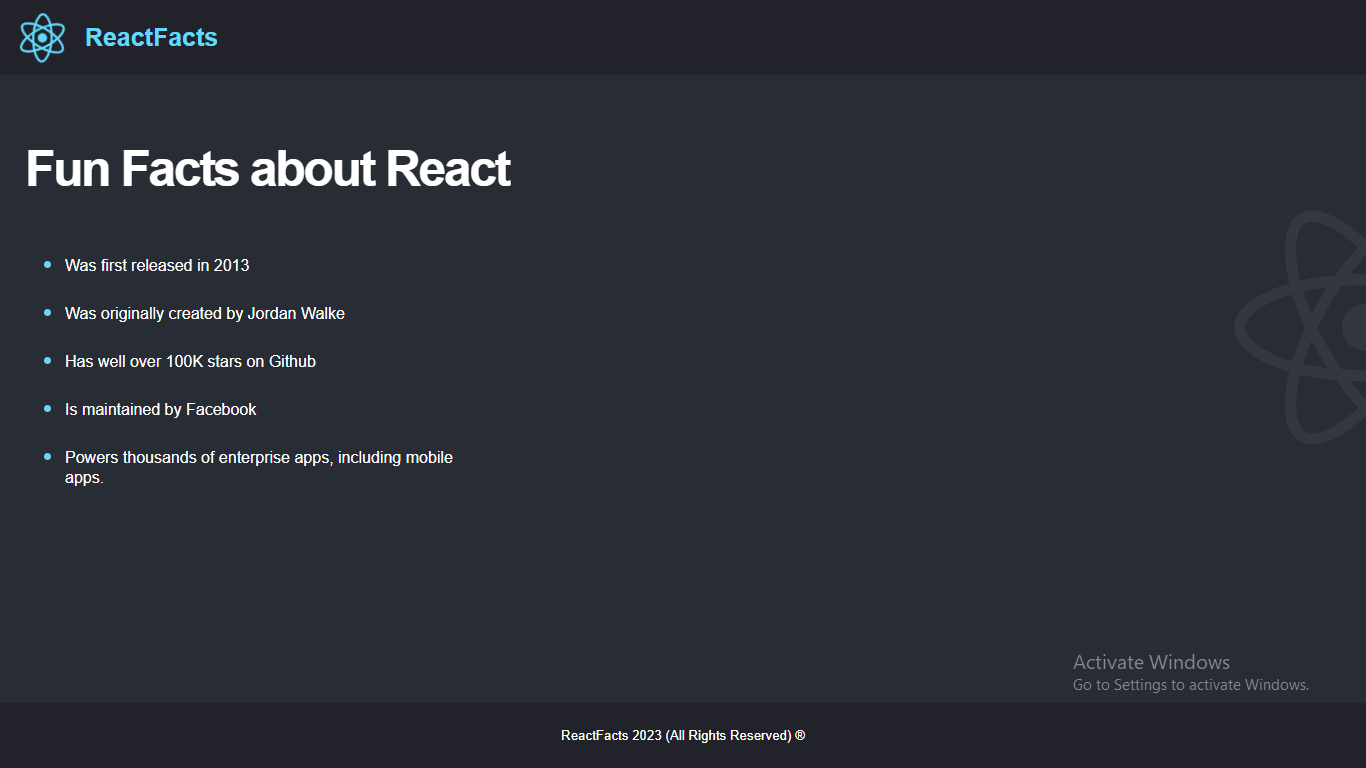 ReactFacts
Fun Facts about React
Was first released in 2013
Was originally created by Jordan Walke
Has well over 100K stars on Github
Is maintained by Facebook
Powers thousands of enterprise apps, including mobile
apps.
Activate Windows
Go to Settings to activate Windows.
ReactFacts 2023 (All Rights Reserved) ®